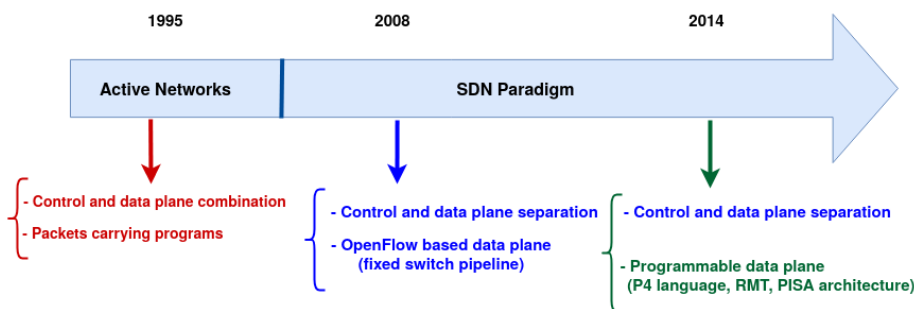 1995
2008
2014
Active Networks
SDN Paradigm
- Control and data plane combination
- Packets carrying programs
- Control and data plane separation
- OpenFlow based data plane
(fixed switch pipeline)
- Control and data plane separation
- Programmable data plane
(P4 language, RMT, PISA architecture)